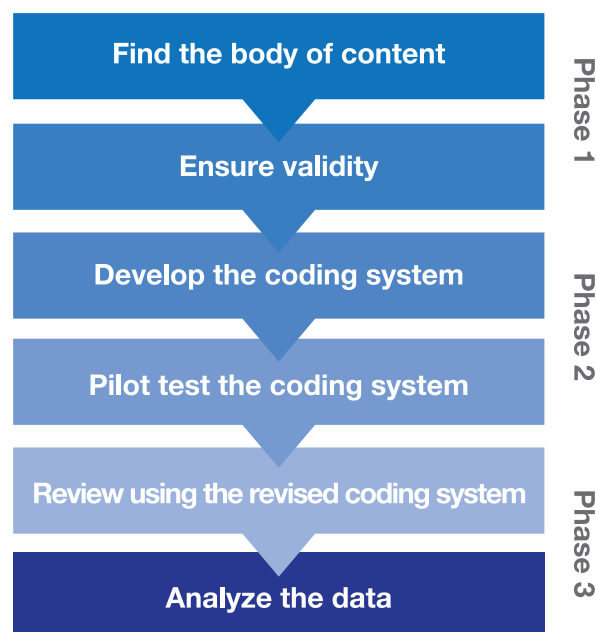 Find the body of content
Ensure validity
Phase 1
Develop the coding system
Pilot test the coding system
Phase 2
Review using the revised coding system
Analyze the data
Phase 3